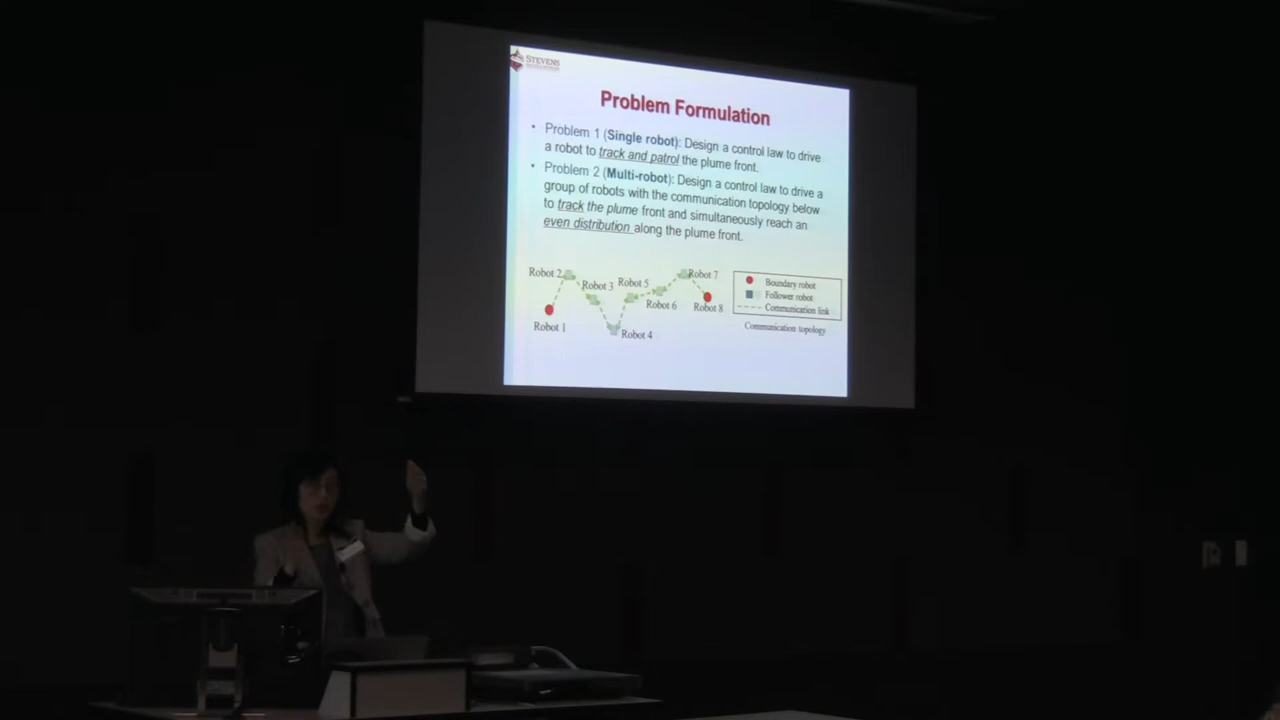 STEVENS
Problem Formulation
• Problem 1 (Single robot): Design a control law to drive
a robot to track and patrol the plume front.
• Problem 2 (Multi-robot): Design a control law to drive a
group of robots with the communication topology below
to track the plume front and simultaneously reach an
even distribution along the plume front.
Robot 1
Robot 2
Robot 3
Robot 4
Robot 5
Robot 6
Robot 7
Robot 8
Boundary robot
Follower robot
Communication link
Communication topology